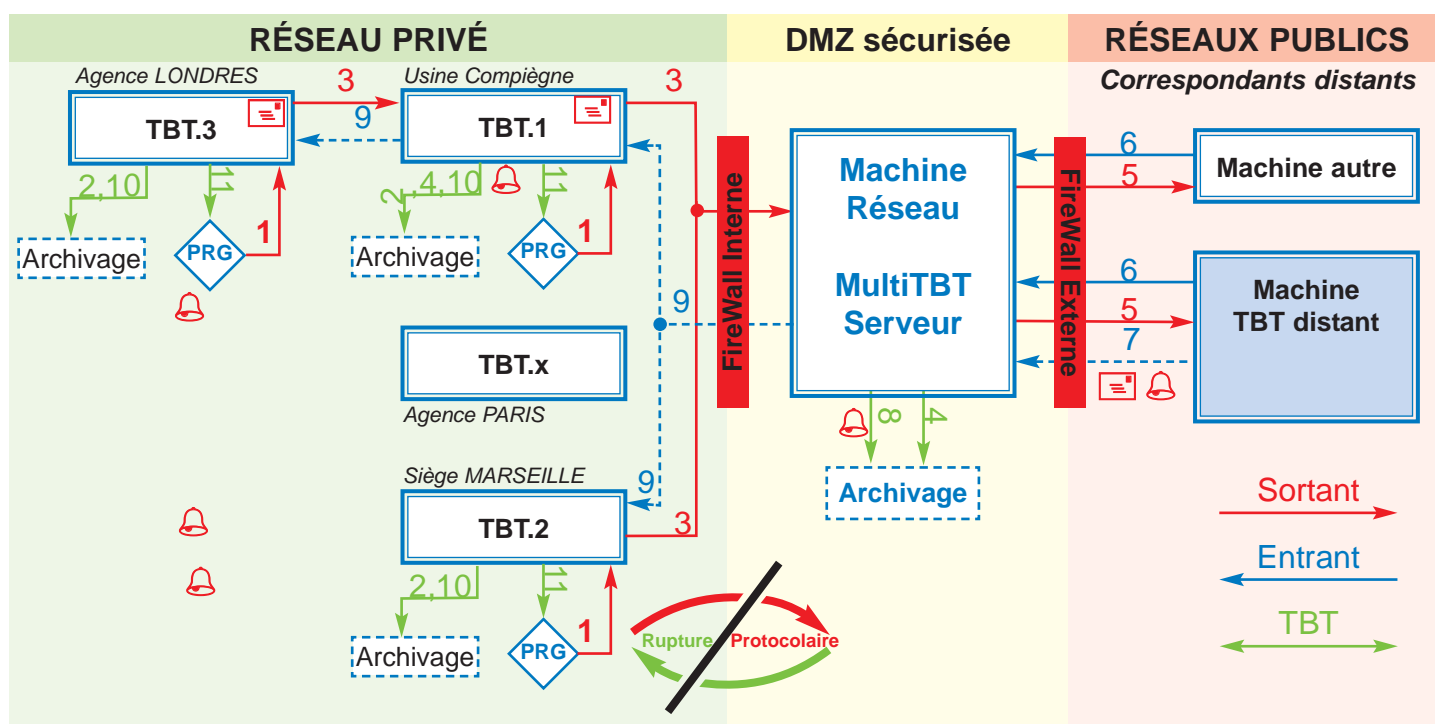 RÉSEAU PRIVÉ
DMZ sécurisée
RÉSEAUX PUBLICS
Correspondants distants
Agence LONDRES
TBT.3
3
9
2,10
11
1
PRG
Archivage
Usine Compiègne
TBT.1
3
2,4,10
11
1
PRG
Archivage
TBT.x
Agence PARIS
Siège MARSEILLE
TBT.2
9
3
2,10
11
1
PRG
Archivage
Rupture Protocolaire
9
FireWall Interne
Machine
Réseau
MultiTBT
Serveur
8
4
Archivage
FireWall Externe
6
5
Machine autre
6
5
7
Machine
TBT distant
Sortant
Entrant
TBT